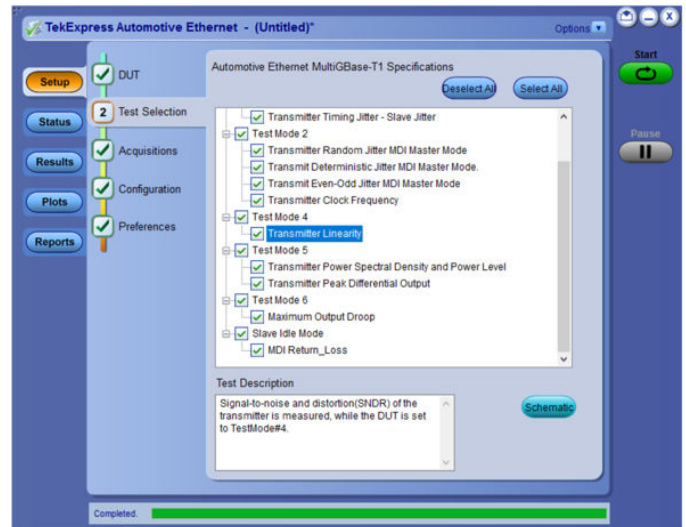 TekExpress Automotive Ethernet - (Untitled)*
Options
Start
Pause
Setup
Status
Results
Plots
Reports
DUT
2 Test Selection
Acquisitions
Configuration
Preferences
Automotive Ethernet MultiGBase-T1 Specifications
Deselect All
Select All
Transmitter Timing Jitter - Slave Jitter
Test Mode 2
Transmitter Random Jitter MDI Master Mode
Transmit Deterministic Jitter MDI Master Mode.
Transmit Even-Odd Jitter MDI Master Mode
Transmitter Clock Frequency
Test Mode 4
Transmitter Linearity
Test Mode 5
Transmitter Power Spectral Density and Power Level
Transmitter Peak Differential Output
Test Mode 6
Maximum Output Droop
Slave Idle Mode
MDI Return_Loss
Test Description
Signal-to-noise and distortion(SNDR) of the
transmitter is measured, while the DUT is set
to TestMode#4.
Schematic
Completed.